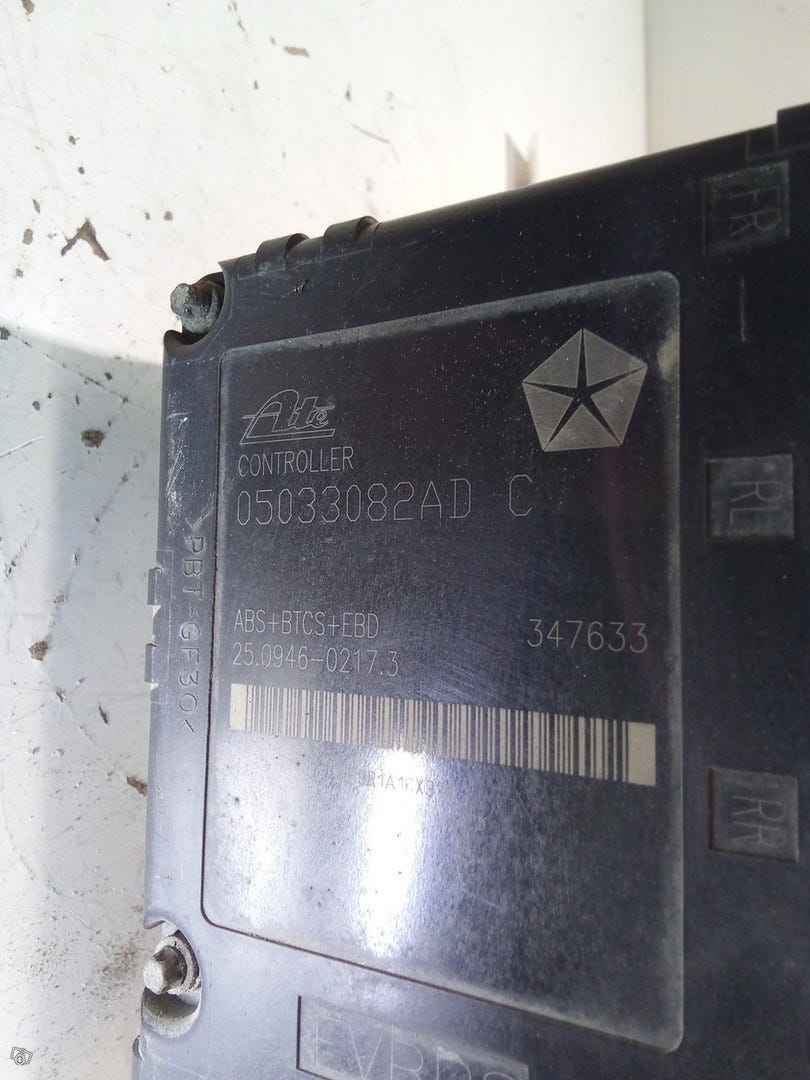 FR
Ate
CONTROLLER
05033082AD C
RL
ABS+BTCS+EBD
347633
25.0946-0217.3
>PBT-GF30<
RR